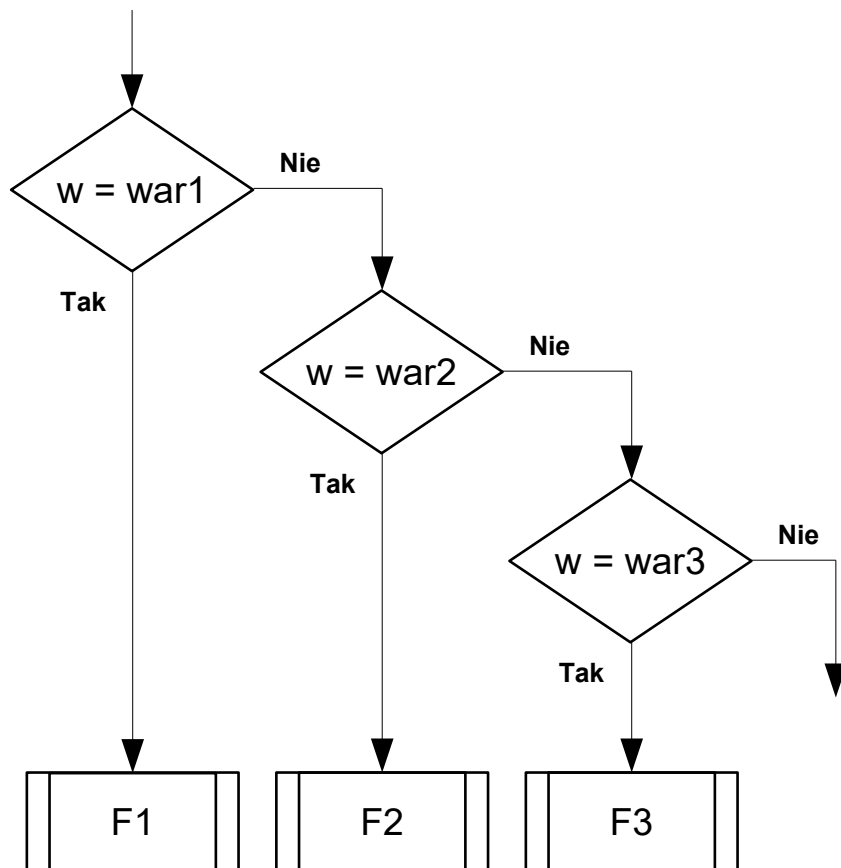 Nie
w = war1
Tak
Nie
w = war2
Tak
Nie
w = war3
Tak
F1
F2
F3